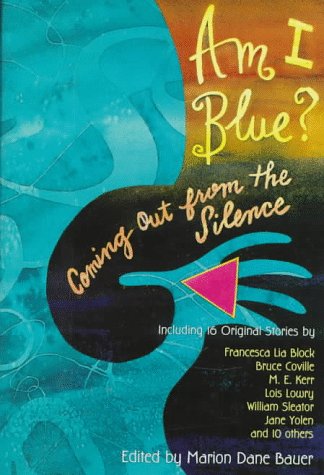 Am I
Blue?
Coming out from the
Silence
Including 16 Original Stories by
Francesca Lia Block
Bruce Coville
M. E. Kerr
Lois Lowry
William Sleator
Jane Yolen
and 10 others
Edited by Marion Dane Bauer